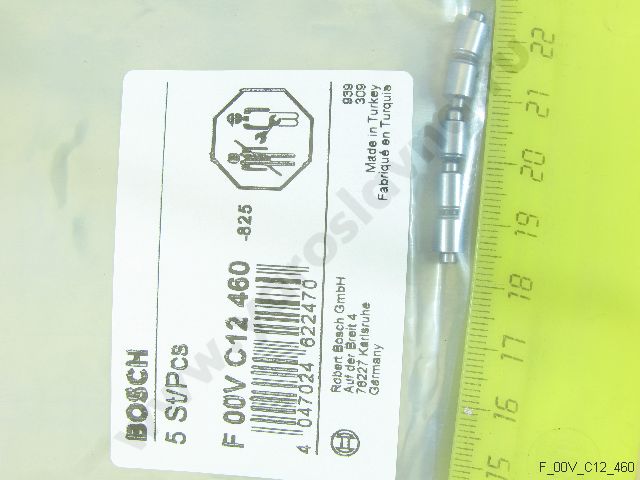 BOSCH
5 St/Pcs
F 00V C12 460
-825
4 047024 622470
939
309
Made in Turkey
Fabriqué en Turquie
Robert Bosch GmbH
Auf der Breit 4
76227 Karlsruhe
Germany
15 16 17 18 19 20 21 22
F_00V_C12_460